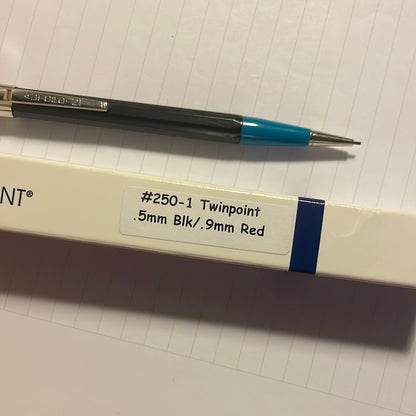 NT®
#250-1 Twinpoint
.5mm Blk/.9mm Red